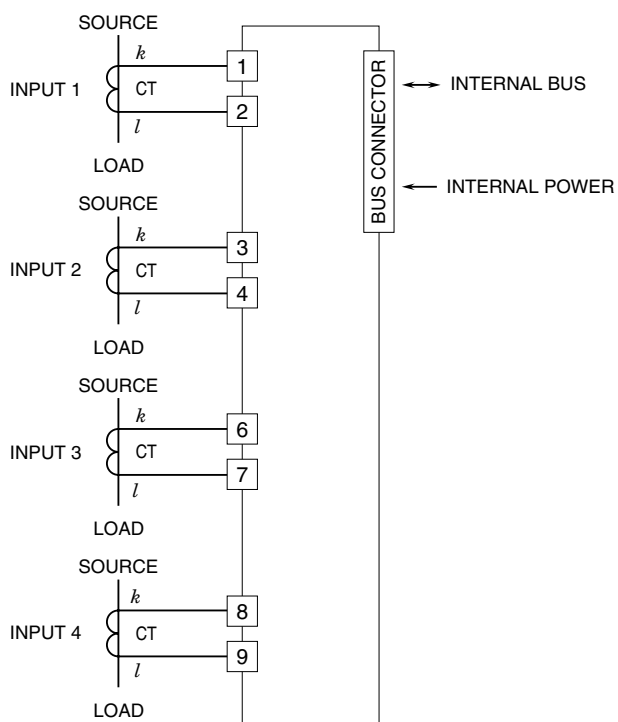 SOURCE
k
1
INPUT 1
CT
2
l
LOAD
BUS CONNECTOR
INTERNAL BUS
INTERNAL POWER
SOURCE
k
3
INPUT 2
CT
4
l
LOAD
SOURCE
k
6
INPUT 3
CT
7
l
LOAD
SOURCE
k
8
INPUT 4
CT
9
l
LOAD